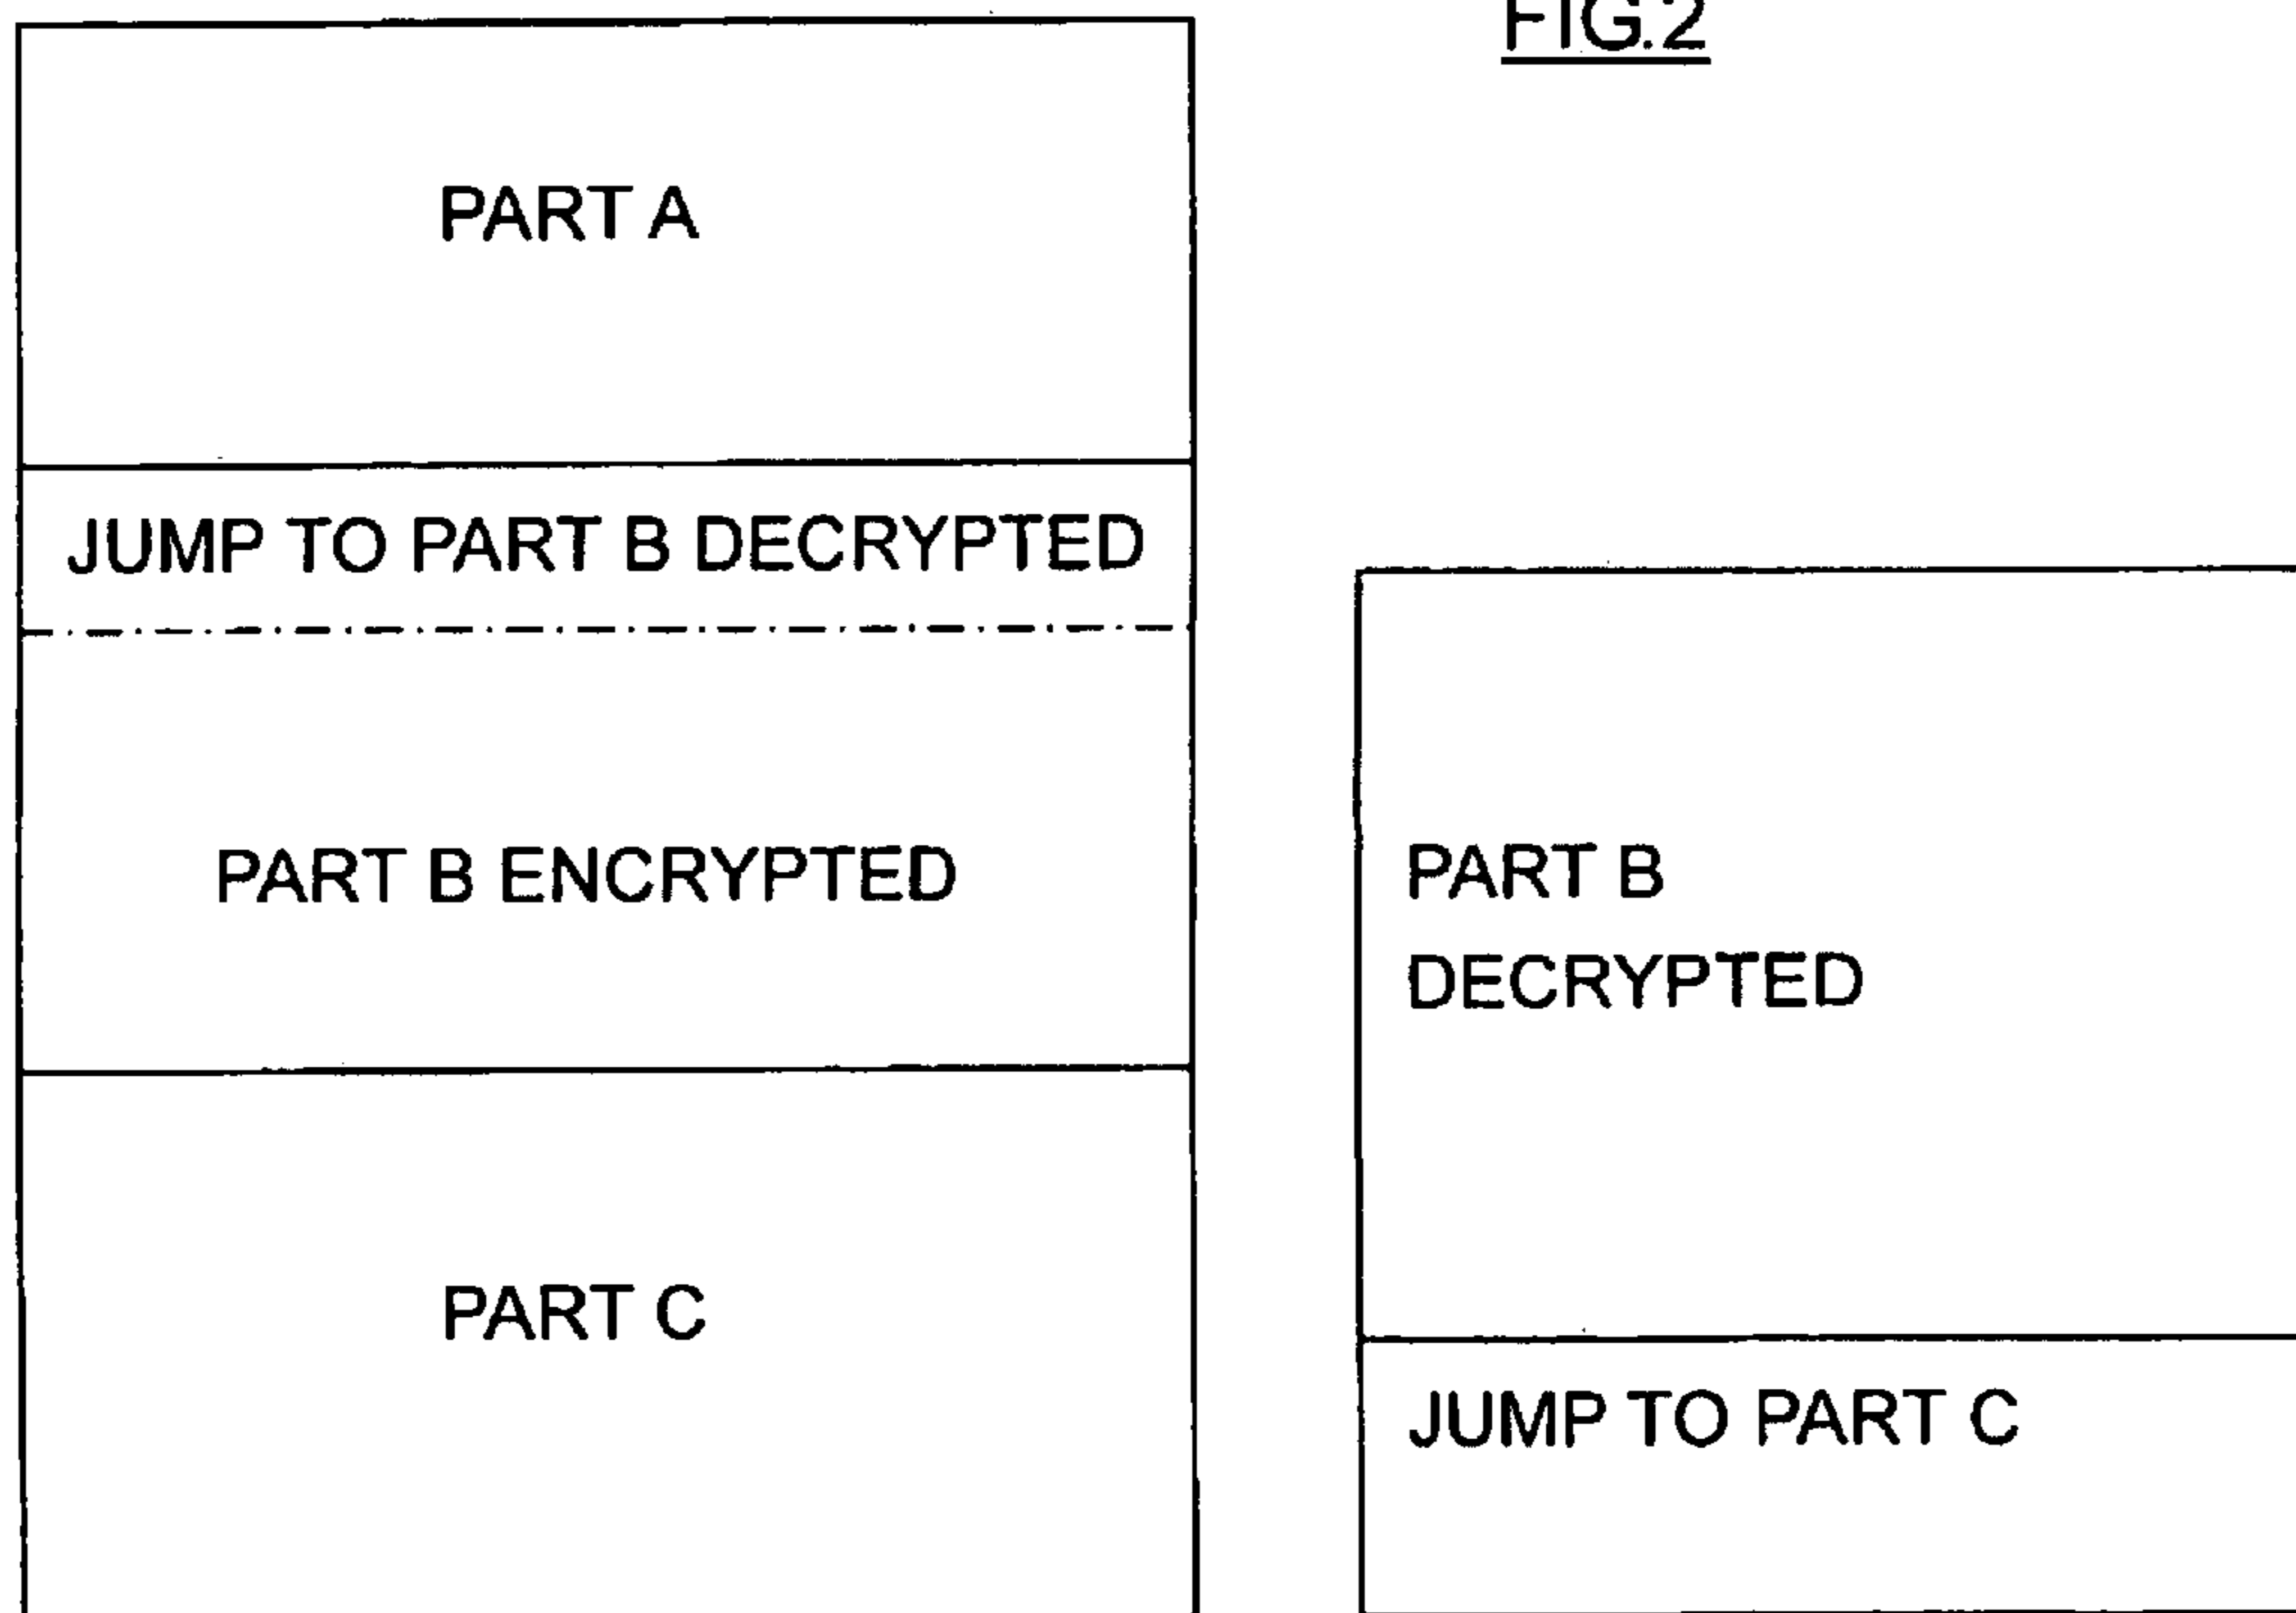 FIG.2
PART A
JUMP TO PART B DECRYPTED
PART B ENCRYPTED
PART C
PART B
DECRYPTED
JUMP TO PART C